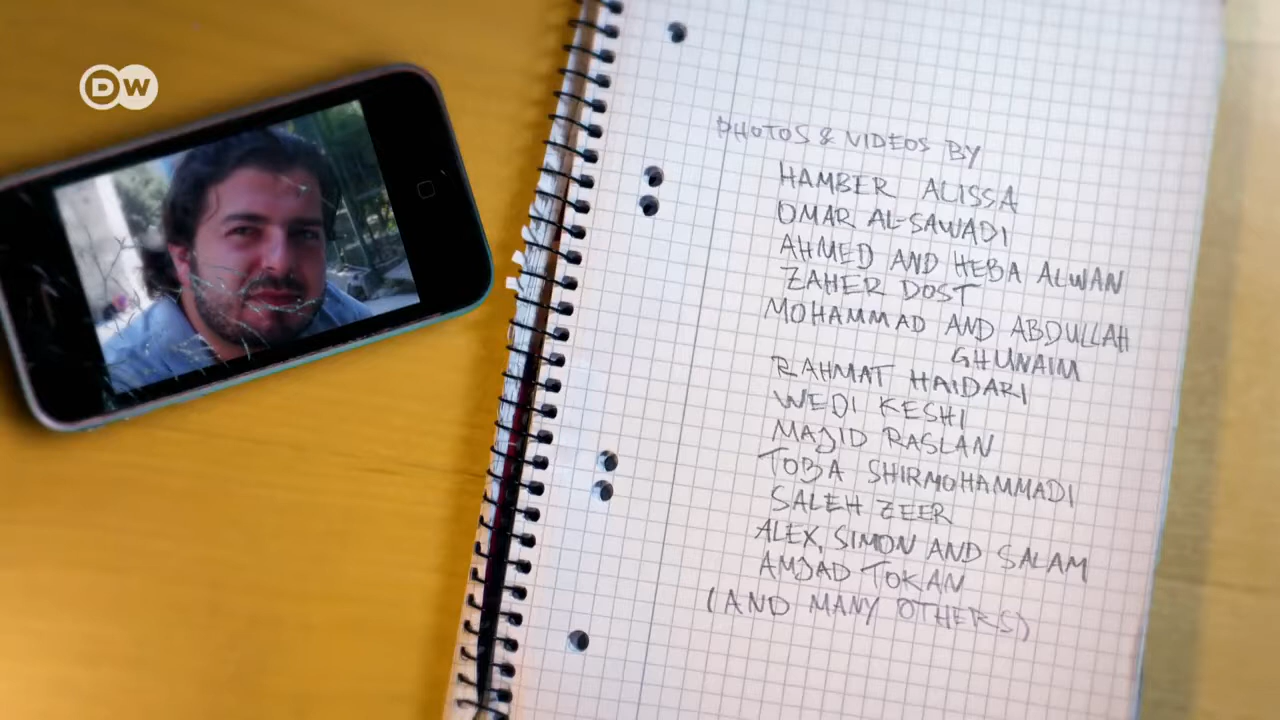 DW
PHOTOS & VIDEOS BY
HAMBER ALISSA
OMAR AL-SAWADI
AHMED AND HEBA ALWAN
ZAHER DOST
MOHAMMAD AND ABDULLAH
GHUNAIM
RAHMAT HAIDARI
WEDI KESHI
MAJID RASLAN
TOBA SHIRMOHAMMADI
SALEH ZEER
ALEX, SIMON AND SALAM
AMJAD TOKAN
(AND MANY OTHERS)